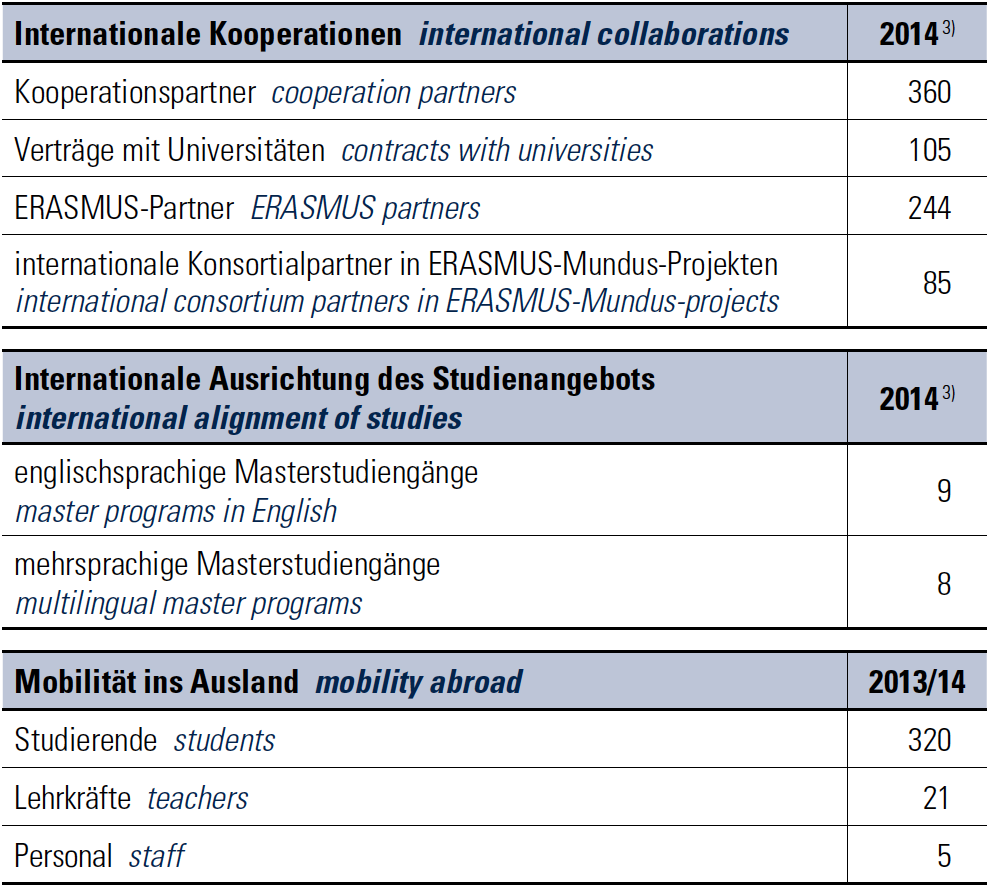 Internationale Kooperationen international collaborations 2014 3)
Kooperationspartner cooperation partners 360
Verträge mit Universitäten contracts with universities 105
ERASMUS-Partner ERASMUS partners 244
internationale Konsortialpartner in ERASMUS-Mundus-Projekten
international consortium partners in ERASMUS-Mundus-projects
85
Internationale Ausrichtung des Studienangebots
international alignment of studies
2014 3)
englischsprachige Masterstudiengänge
master programs in English
9
mehrsprachige Masterstudiengänge
multilingual master programs
8
Mobilität ins Ausland mobility abroad 2013/14
Studierende students 320
Lehrkräfte teachers 21
Personal staff 5